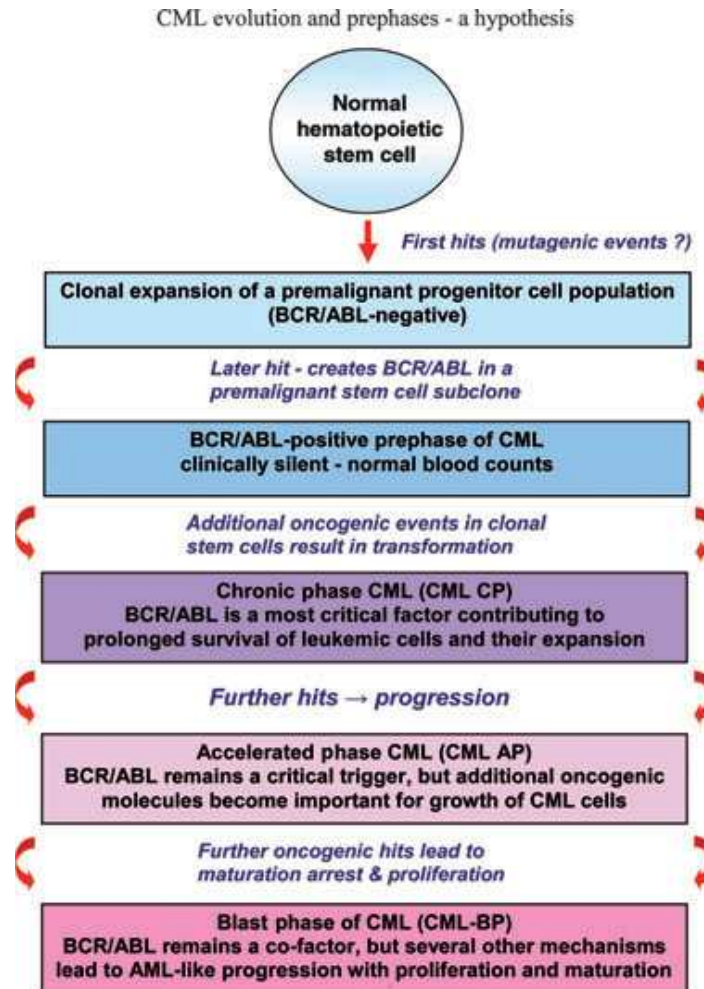 CML evolution and prephases - a hypothesis
Normal
hematopoietic
stem cell
First hits (mutagenic events ?)
Clonal expansion of a premalignant progenitor cell population
(BCR/ABL-negative)
Later hit - creates BCR/ABL in a
premalignant stem cell subclone
BCR/ABL-positive prephase of CML
clinically silent - normal blood counts
Additional oncogenic events in clonal
stem cells result in transformation
Chronic phase CML (CML CP)
BCR/ABL is a most critical factor contributing to
prolonged survival of leukemic cells and their expansion
Further hits → progression
Accelerated phase CML (CML AP)
BCR/ABL remains a critical trigger, but additional oncogenic
molecules become important for growth of CML cells
Further oncogenic hits lead to
maturation arrest & proliferation
Blast phase of CML (CML-BP)
BCR/ABL remains a co-factor, but several other mechanisms
lead to AML-like progression with proliferation and maturation